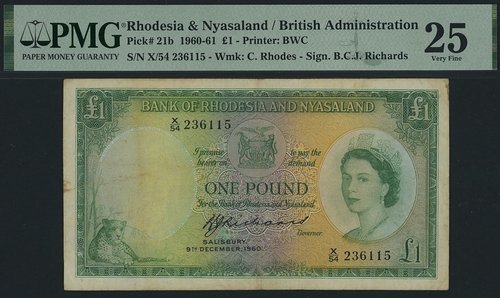 PMG
PAPER MONEY GUARANTY
Rhodesia & Nyasaland / British Administration
Pick# 21b 1960-61 £1 - Printer: BWC
S/N X/54 236115 - Wmk: C. Rhodes - Sign. B.C.J. Richards
25
Very Fine
£1
BANK OF RHODESIA AND NYASALAND
£1
X/54 236115
I promise to pay the
bearer on demand
ONE POUND
For the Bank of Rhodesia and Nyasaland
BJRichards
Governor
SALISBURY,
9TH DECEMBER, 1960.
X/54 236115
£1